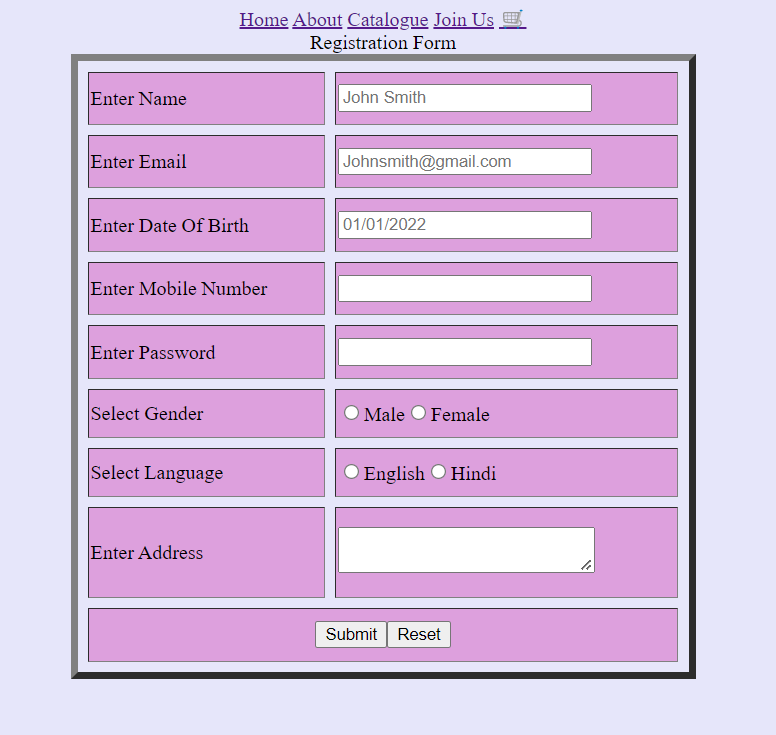 Home About Catalogue Join Us
Registration Form
Enter Name John Smith
Enter Email Johnsmith@gmail.com
Enter Date Of Birth 01/01/2022
Enter Mobile Number
Enter Password
Select Gender Male Female
Select Language English Hindi
Enter Address
Submit Reset